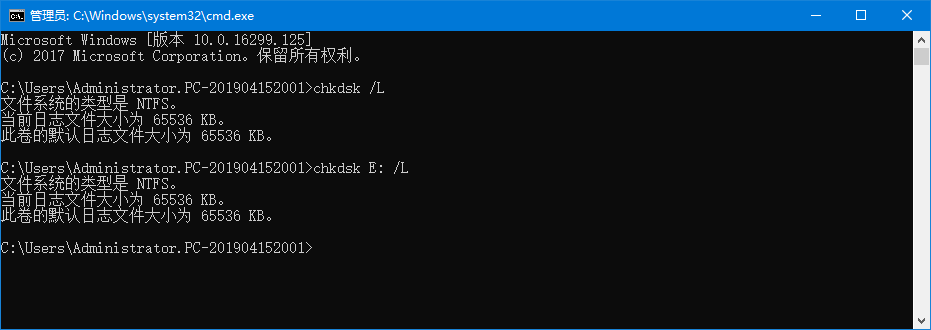 管理员: C:\Windows\system32\cmd.exe
Microsoft Windows [版本 10.0.16299.125]
(c) 2017 Microsoft Corporation。保留所有权利。
C:\Users\Administrator.PC-201904152001>chkdsk /L
文件系统的类型是 NTFS。
当前日志文件大小为 65536 KB。
此卷的默认日志文件大小为 65536 KB。
C:\Users\Administrator.PC-201904152001>chkdsk E: /L
文件系统的类型是 NTFS。
当前日志文件大小为 65536 KB。
此卷的默认日志文件大小为 65536 KB。
C:\Users\Administrator.PC-201904152001>